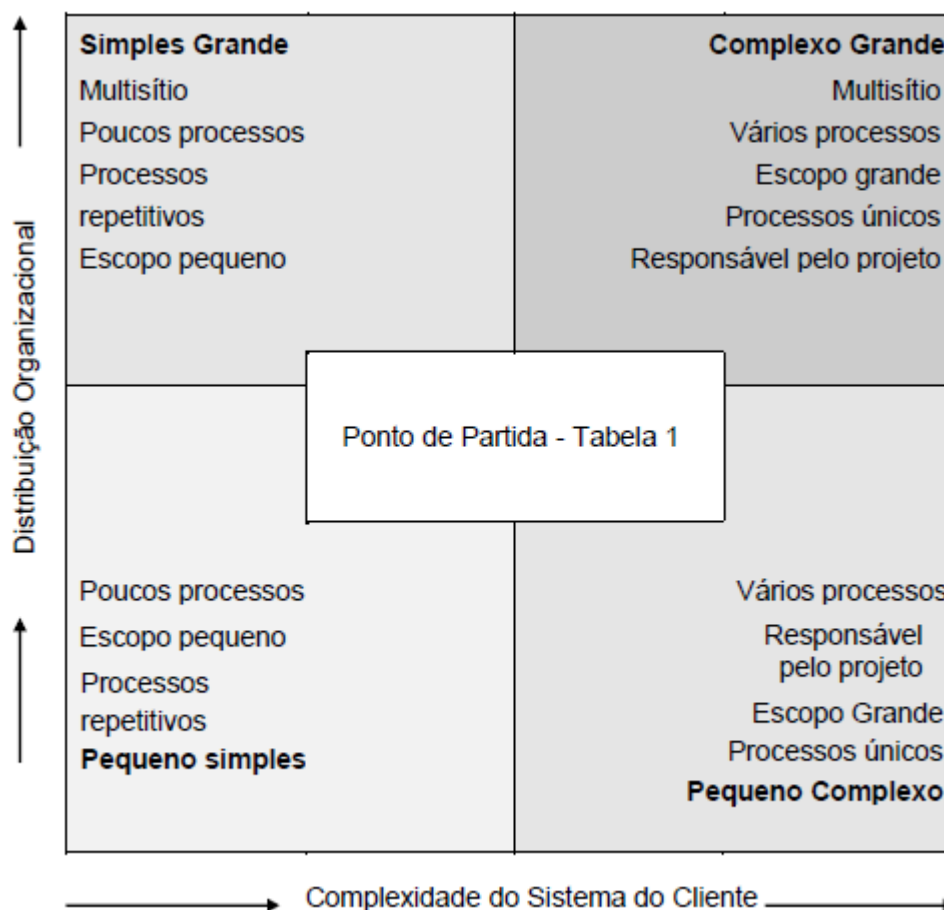 Simples Grande
Multisítio
Poucos processos
Processos
repetitivos
Escopo pequeno
Complexo Grande
Multisítio
Vários processos
Escopo grande
Processos únicos
Responsável pelo projeto
Distribuição Organizacional
Ponto de Partida - Tabela 1
Poucos processos
Escopo pequeno
Processos
repetitivos
Pequeno simples
Vários processos
Responsável
pelo projeto
Escopo Grande
Processos únicos
Pequeno Complexo
Complexidade do Sistema do Cliente